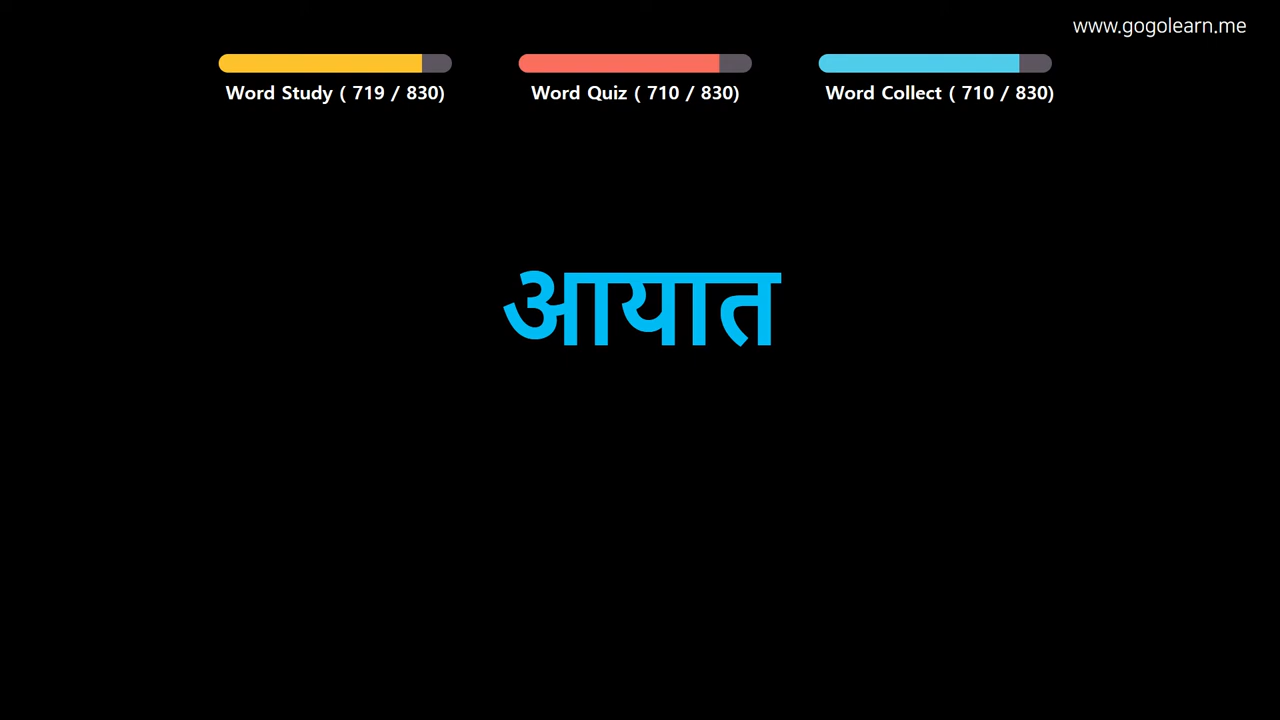 www.gogolearn.me
Word Study ( 719 / 830)
Word Quiz ( 710 / 830)
Word Collect ( 710 / 830)
आयात